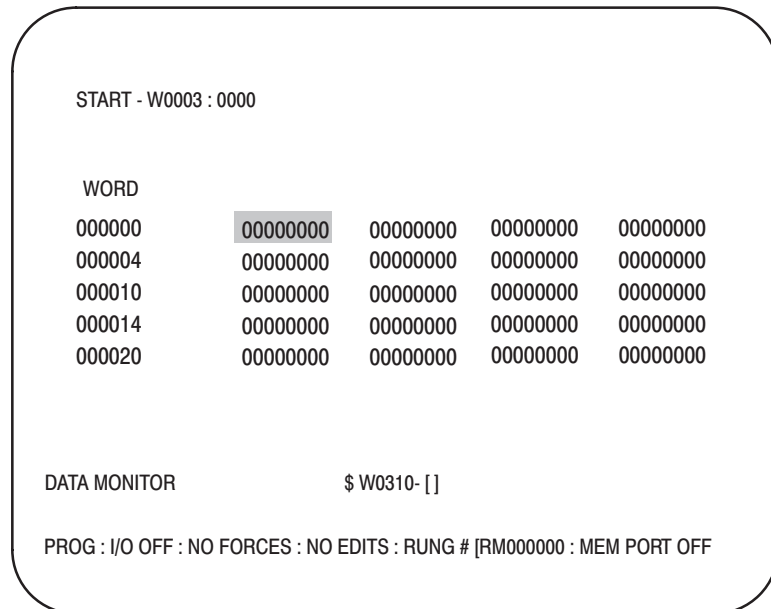 START - W0003 : 0000
WORD
000000 00000000 00000000 00000000 00000000
000004 00000000 00000000 00000000 00000000
000010 00000000 00000000 00000000 00000000
000014 00000000 00000000 00000000 00000000
000020 00000000 00000000 00000000 00000000
DATA MONITOR $ W0310- [ ]
PROG : I/O OFF : NO FORCES : NO EDITS : RUNG # [RM000000 : MEM PORT OFF